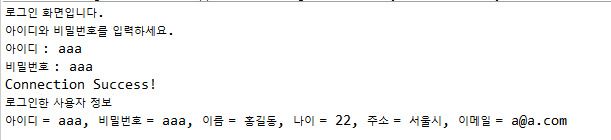 로그인 화면입니다.
아이디와 비밀번호를 입력하세요.
아이디 : aaa
비밀번호 : aaa
Connection Success!
로그인한 사용자 정보
아이디 = aaa, 비밀번호 = aaa, 이름 = 홍길동, 나이 = 22, 주소 = 서울시, 이메일 = a@a.com